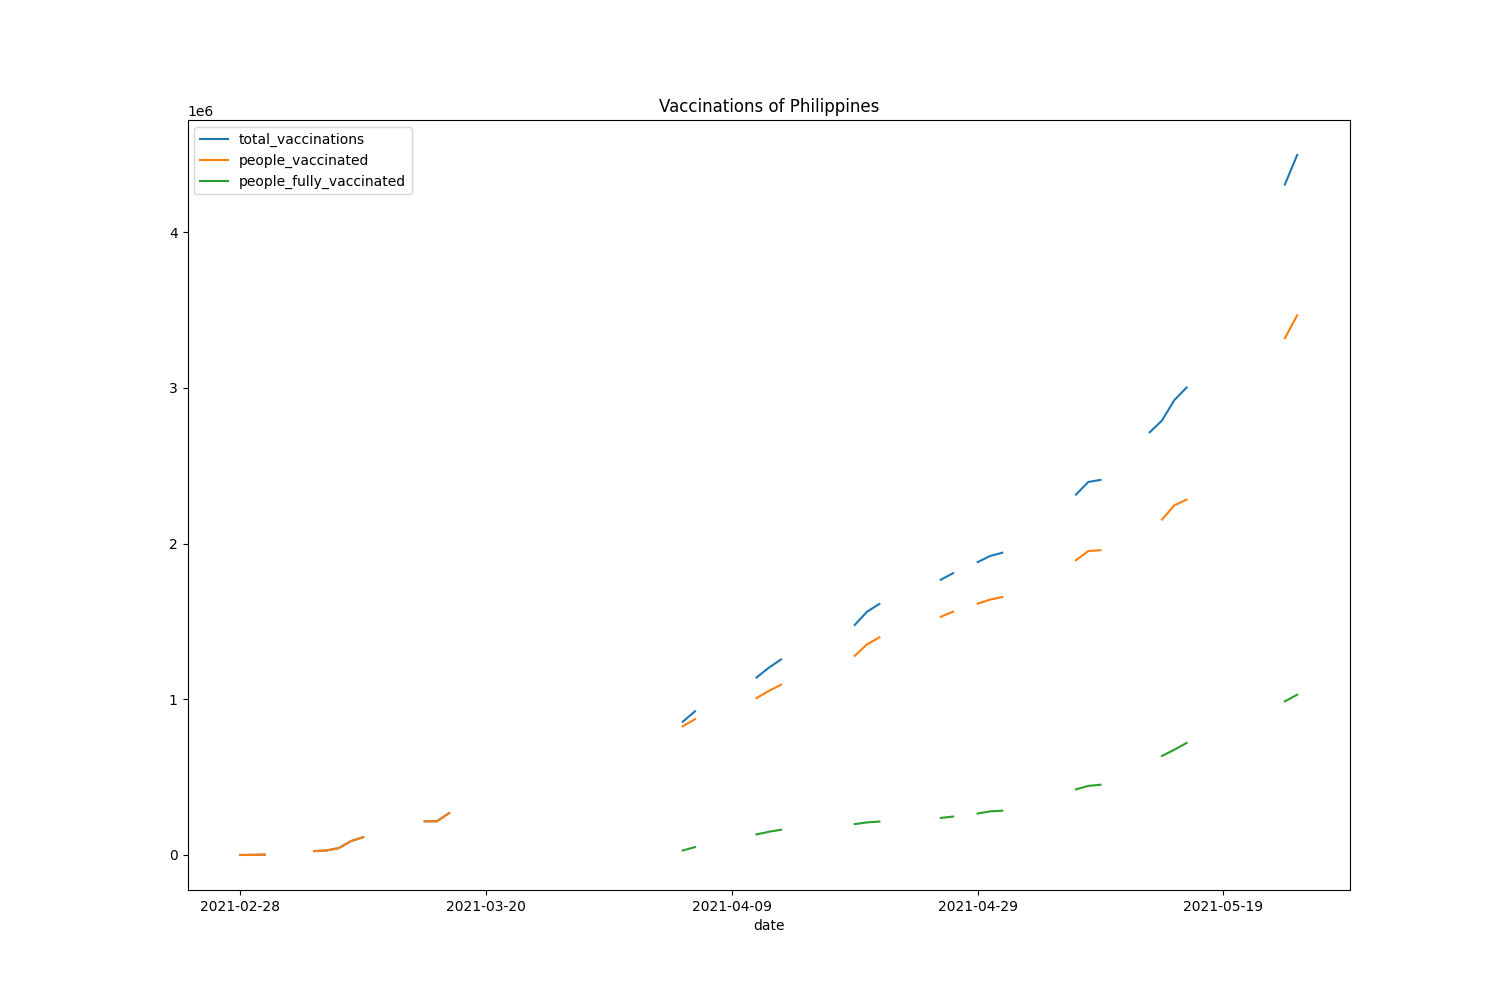 Vaccinations of Philippines
1e6
total_vaccinations
people_vaccinated
people_fully_vaccinated
4
3
2
1
0
2021-02-28 2021-03-20 2021-04-09 2021-04-29 2021-05-19
date